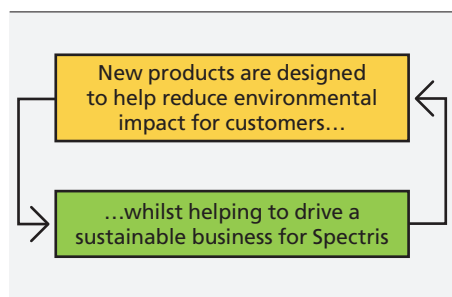 New products are designed
to help reduce environmental
impact for customers…
…whilst helping to drive a
sustainable business for Spectris